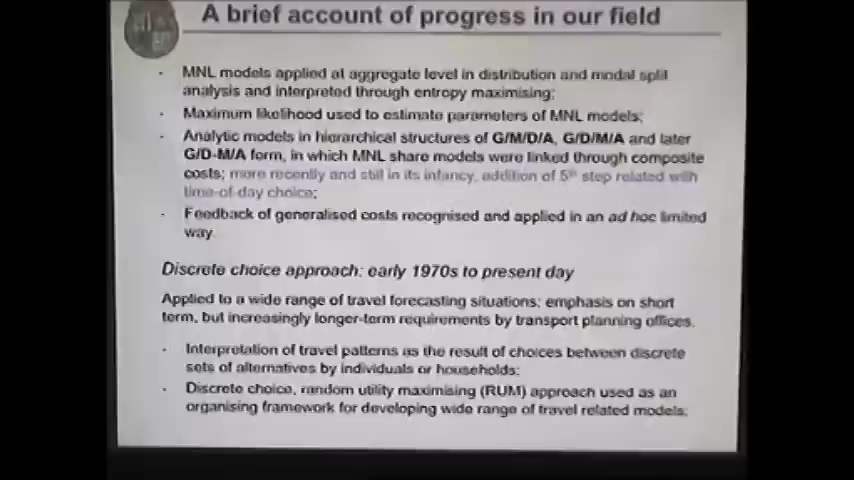 A brief account of progress in our field
- MNL models applied at aggregate level in distribution and modal split
analysis and interpreted through entropy maximising;
- Maximum likelihood used to estimate parameters of MNL models;
- Analytic models in hierarchical structures of G/M/D/A, G/D/M/A and later
G/D-M/A form, in which MNL share models were linked through composite
costs; more recently and still in its infancy, addition of 5th step related with
time-of-day choice;
- Feedback of generalised costs recognised and applied in an ad hoc limited
way.
Discrete choice approach: early 1970s to present day
Applied to a wide range of travel forecasting situations; emphasis on short
term, but increasingly longer-term requirements by transport planning offices.
- Interpretation of travel patterns as the result of choices between discrete
sets of alternatives by individuals or households;
- Discrete choice, random utility maximising (RUM) approach used as an
organising framework for developing wide range of travel related models;